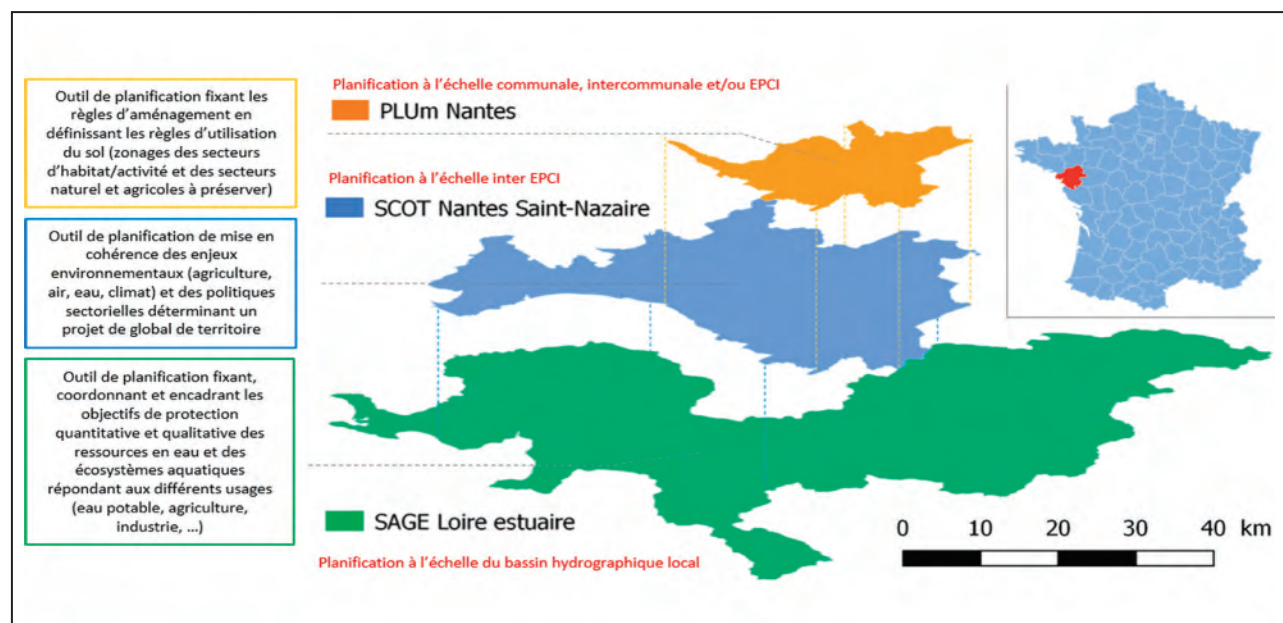 Outil de planification fixant les
règles d'aménagement en
définissant les règles d'utilisation
du sol (zonages des secteurs
d'habitat/activité et des secteurs
naturel et agricoles à préserver)
Outil de planification de mise en
cohérence des enjeux
environnementaux (agriculture,
air, eau, climat) et des politiques
sectorielles déterminant un
projet de global de territoire
Outil de planification fixant,
coordonnant et encadrant les
objectifs de protection
quantitative et qualitative des
ressources en eau et des
écosystèmes aquatiques
répondant aux différents usages
(eau potable, agriculture,
industrie, ...)
Planification à l'échelle communale, intercommunale et/ou EPCI
PLUm Nantes
Planification à l'échelle inter EPCI
SCOT Nantes Saint-Nazaire
SAGE Loire estuaire
Planification à l'échelle du bassin hydrographique local
0 10 20 30 40 km